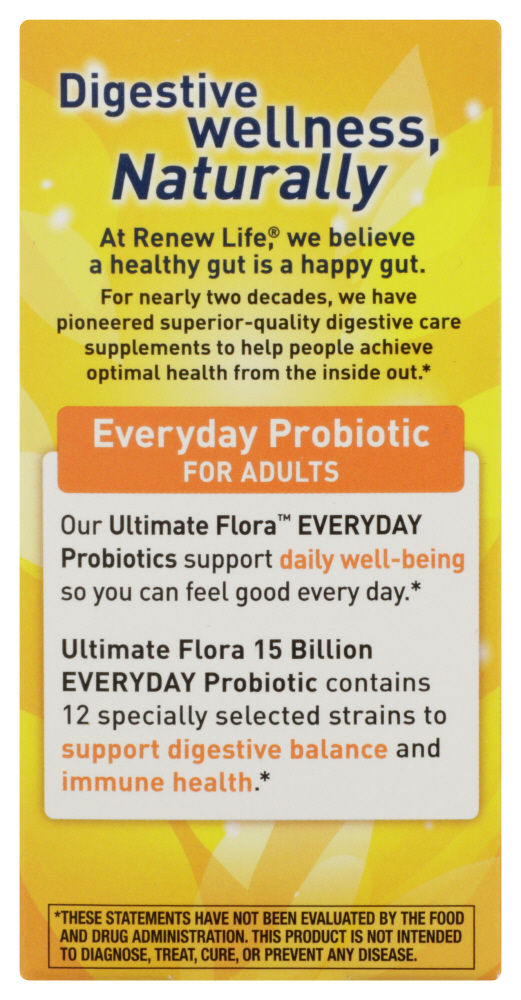 Digestive
wellness,
Naturally
At Renew Life,® we believe
a healthy gut is a happy gut.
For nearly two decades, we have
pioneered superior-quality digestive care
supplements to help people achieve
optimal health from the inside out.*
Everyday Probiotic
FOR ADULTS
Our Ultimate Flora™ EVERYDAY
Probiotics support daily well-being
so you can feel good every day.*
Ultimate Flora 15 Billion
EVERYDAY Probiotic contains
12 specially selected strains to
support digestive balance and
immune health.*
*THESE STATEMENTS HAVE NOT BEEN EVALUATED BY THE FOOD
AND DRUG ADMINISTRATION. THIS PRODUCT IS NOT INTENDED
TO DIAGNOSE, TREAT, CURE, OR PREVENT ANY DISEASE.